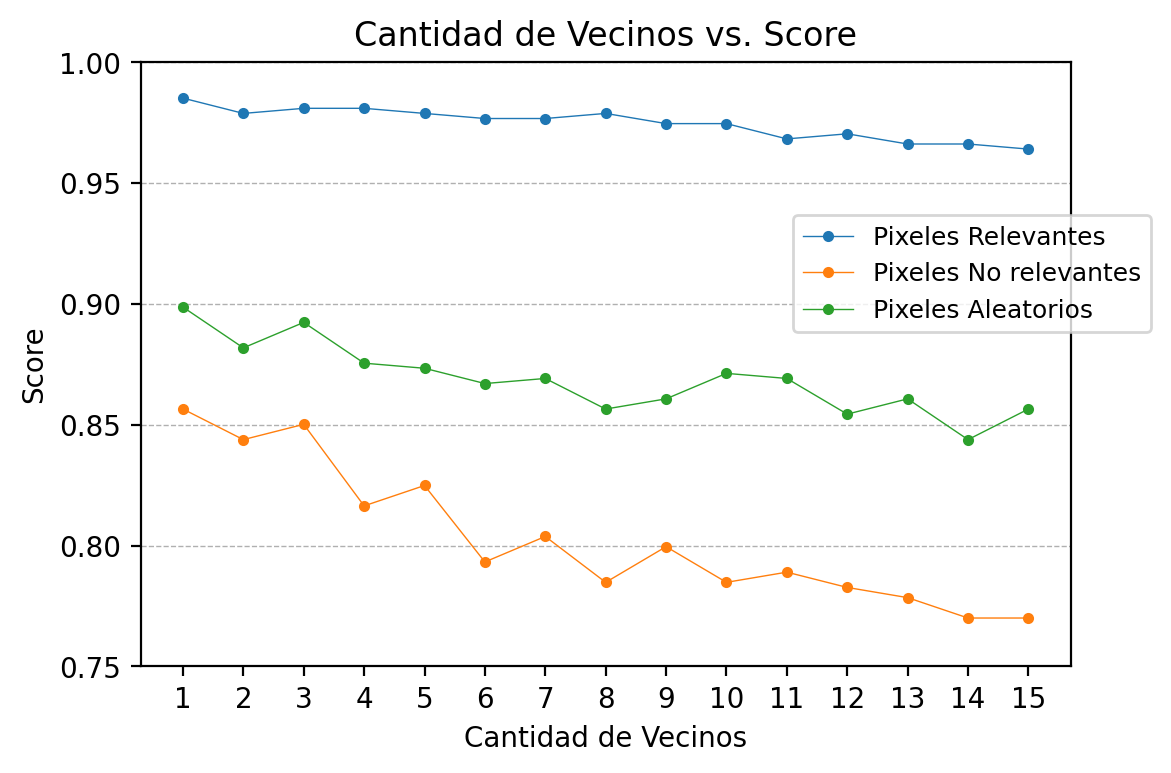 Cantidad de Vecinos vs. Score
1.00
0.95
0.90
0.85
0.80
0.75
Score
Pixeles Relevantes
Pixeles No relevantes
Pixeles Aleatorios
1 2 3 4 5 6 7 8 9 10 11 12 13 14 15
Cantidad de Vecinos